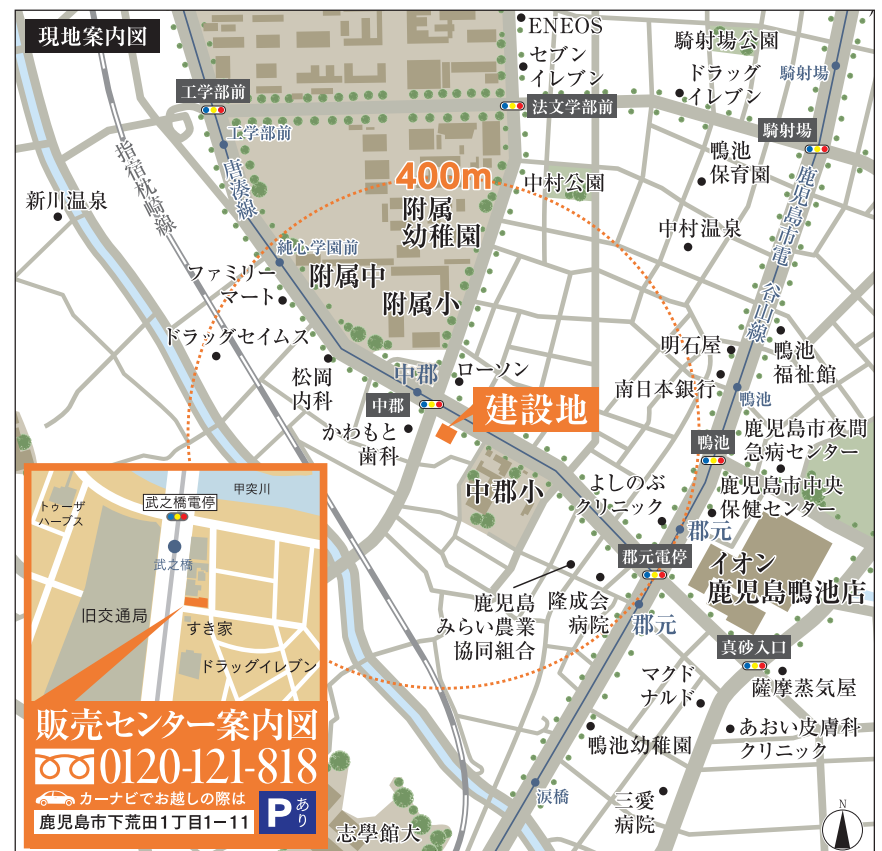 現地案内図
ENEOS
セブン
イレブン
騎射場公園
ドラッグ
イレブン
騎射場
工学部前
法文学部前
騎射場
工学部前
指宿枕崎線
唐湊線
400m
附属
幼稚園
中村公園
鴨池
保育園
鹿児島市電 谷山線
新川温泉
中村温泉
純心学園前
附属中
附属小
ファミリー
マート
ドラッグセイムス
松岡
内科
中郡
中郡
ローソン
建設地
かわもと
歯科
明石屋
南日本銀行
鴨池
福祉館
鴨池
鴨池
鹿児島市夜間
急病センター
鹿児島市中央
保健センター
中郡小
よしのぶ
クリニック
郡元
郡元電停
イオン
鹿児島鴨池店
鹿児島
みらい農業
協同組合
隆成会
病院
郡元
真砂入口
マクド
ナルド
薩摩蒸気屋
鴨池幼稚園
あおい皮膚科
クリニック
涙橋
三愛
病院
志學館大
N
トゥーザ
ハーブス
武之橋電停
甲突川
武之橋
旧交通局
すき家
ドラッグイレブン
販売センター案内図
0120-121-818
カーナビでお越しの際は
鹿児島市下荒田1丁目1−11
Pあり